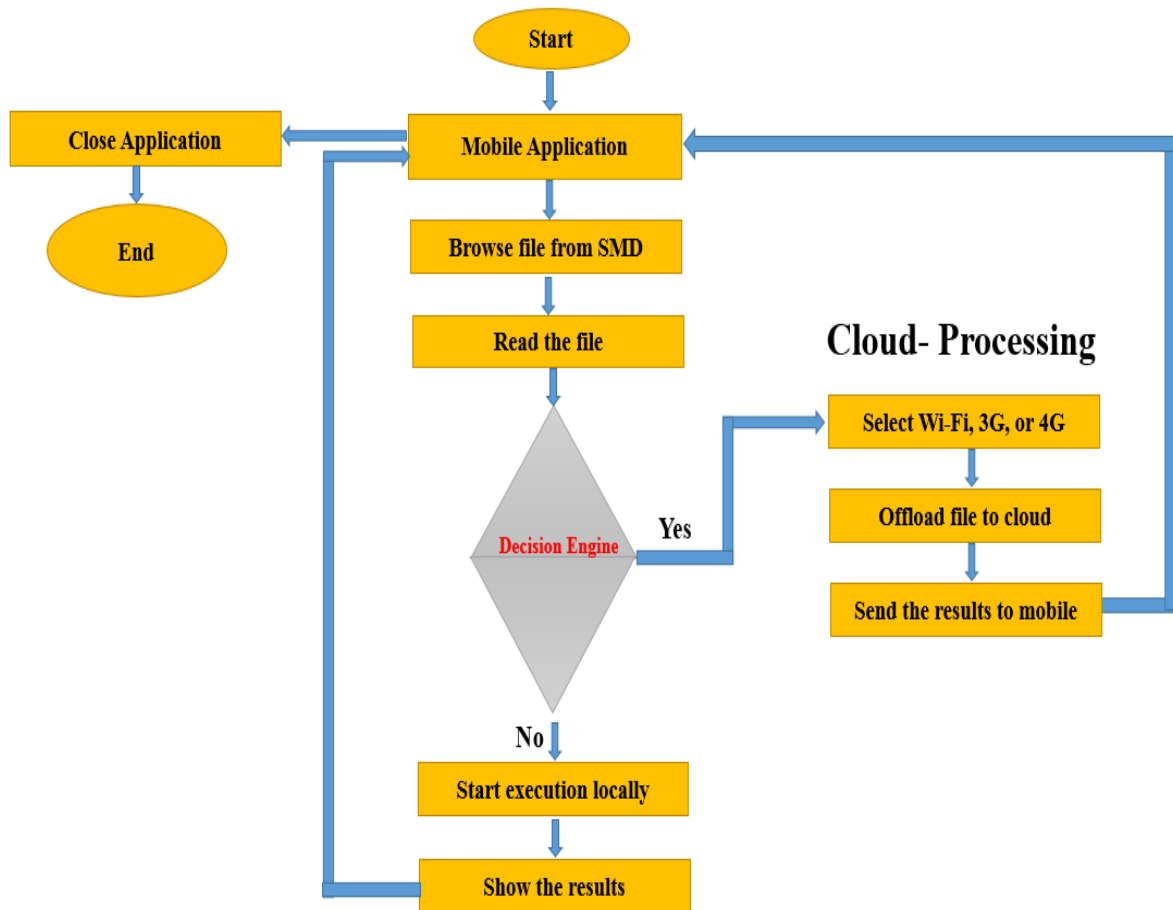 Start
Close Application
Mobile Application
End
Browse file from SMD
Read the file
Cloud- Processing
Select Wi-Fi, 3G, or 4G
Offload file to cloud
Decision Engine
Yes
Send the results to mobile
No
Start execution locally
Show the results